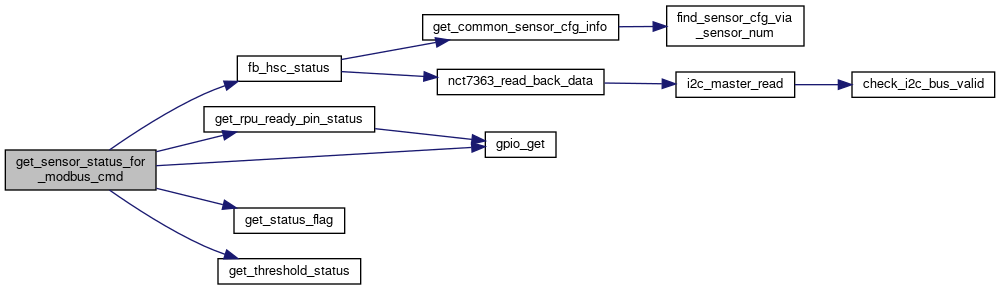 get_common_sensor_cfg_info
find_sensor_cfg_via
_sensor_num
fb_hsc_status
nct7363_read_back_data
i2c_master_read
check_i2c_bus_valid
get_rpu_ready_pin_status
gpio_get
get_sensor_status_for
_modbus_cmd
get_status_flag
get_threshold_status